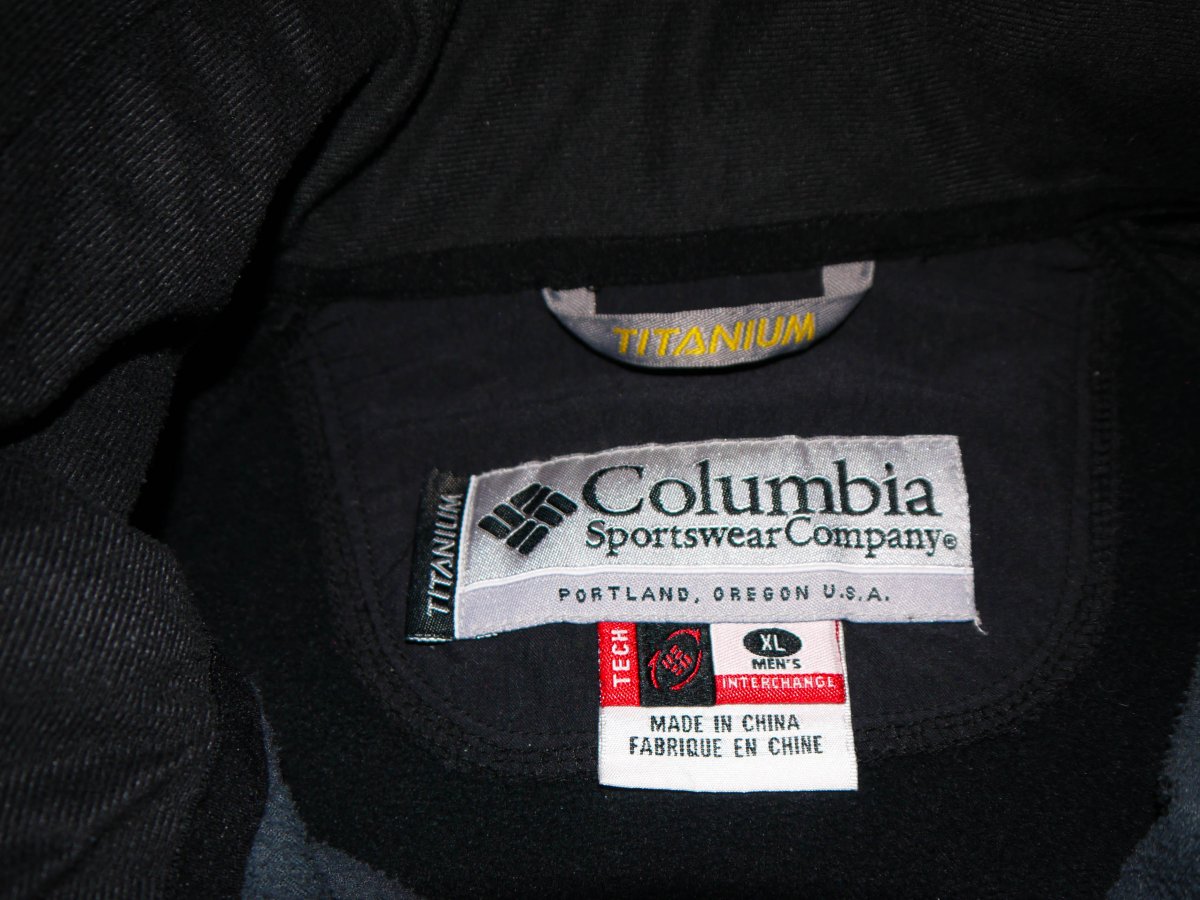 TITANIUM
TITANIUM
Columbia
Sportswear Company®
PORTLAND, OREGON U.S.A.
TECH
XL
MEN'S
INTERCHANGE
MADE IN CHINA
FABRIQUE EN CHINE